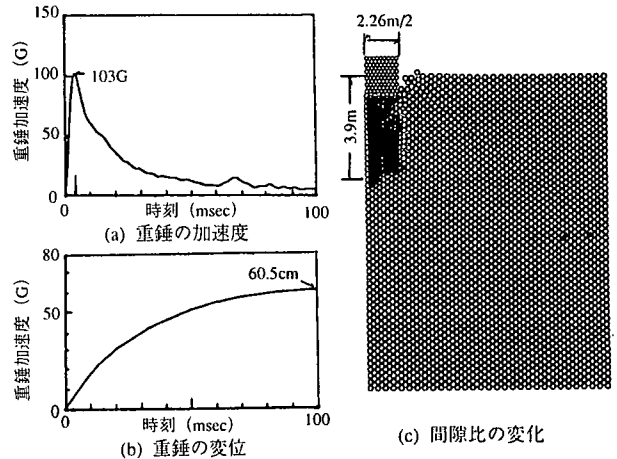 150
100
50
0
重錘加速度 (G)
103G
0
時刻 (msec)
100
(a) 重錘の加速度
80
50
0
重錘加速度 (G)
60.5cm
0
時刻 (msec)
100
(b) 重錘の変位
2.26m/2
3.9m
(c) 間隙比の変化